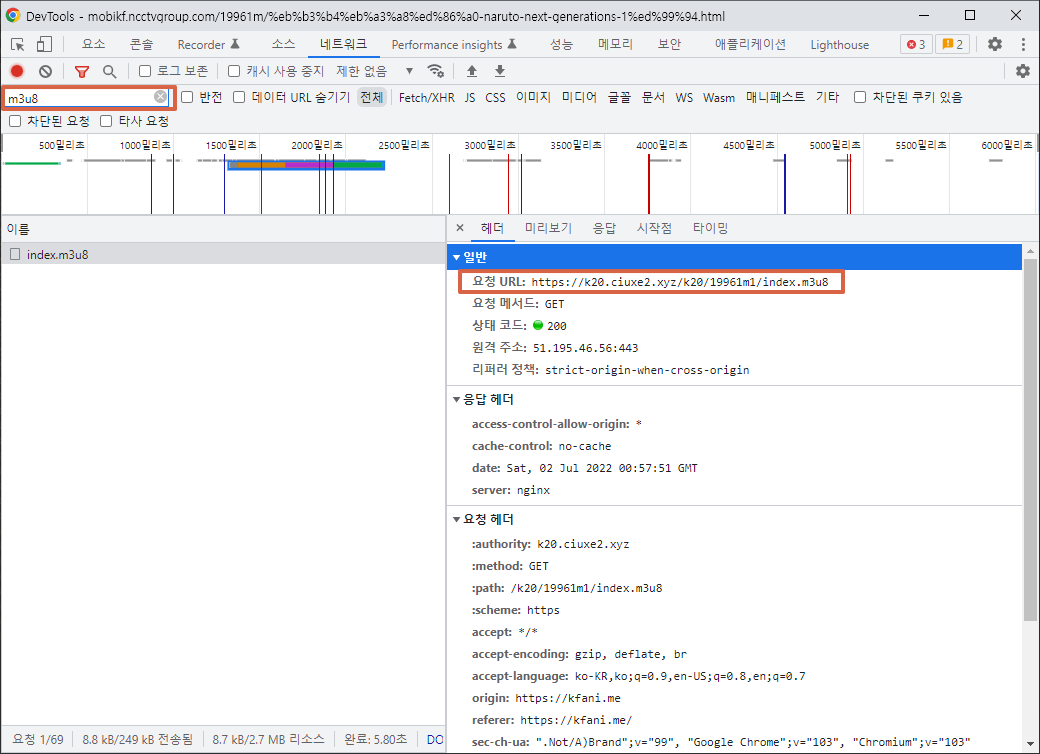 DevTools - mobikf.ncctvgroup.com/19961m/%eb%b3%b4%eb%a3%a8%ed%86%a0-naruto-next-qenerations-1%ed%99%94.html
요소 콘솔 Recorder 소스 네트워크 Performance insights 성능 메모리 보안 애플리케이션 Lighthouse 3 2
로그 보존 캐시 사용 중지 제한 없음
m3u8 반전 데이터 URL 숨기기 전체 Fetch/XHR JS CSS 이미지 미디어 글꼴 문서 WS Wasm 매니페스트 기타 차단된 쿠키 있음
차단된 요청 타사 요청
500밀리초 1000밀리초 1500밀리초 2000밀리초 2500밀리초 3000밀리초 3500밀리초 4000밀리초 4500밀리초 5000밀리초 5500밀리초 6000밀리초
이름
index.m3u8
헤더 미리보기 응답 시작점 타이밍
일반
요청 URL: https://k20.ciuxe2.xyz/k20/19961m1/index.m3u8
요청 메서드: GET
상태 코드: 200
원격 주소: 51.195.46.56:443
리퍼러 정책: strict-origin-when-cross-origin
응답 헤더
access-control-allow-origin: *
cache-control: no-cache
date: Sat, 02 Jul 2022 00:57:51 GMT
server: nginx
요청 헤더
:authority: k20.ciuxe2.xyz
:method: GET
:path: /k20/19961m1/index.m3u8
:scheme: https
accept: */*
accept-encoding: gzip, deflate, br
accept-language: ko-KR,ko;q=0.9,en-US;q=0.8,en;q=0.7
origin: https://kfani.me
referer: https://kfani.me/
sec-ch-ua: ".Not/A)Brand";v="99", "Google Chrome";v="103", "Chromium";v="103"
요청 1/69 8.8 kB/249 kB 전송됨 8.7 kB/2.7 MB 리소스 완료: 5.80초 DO